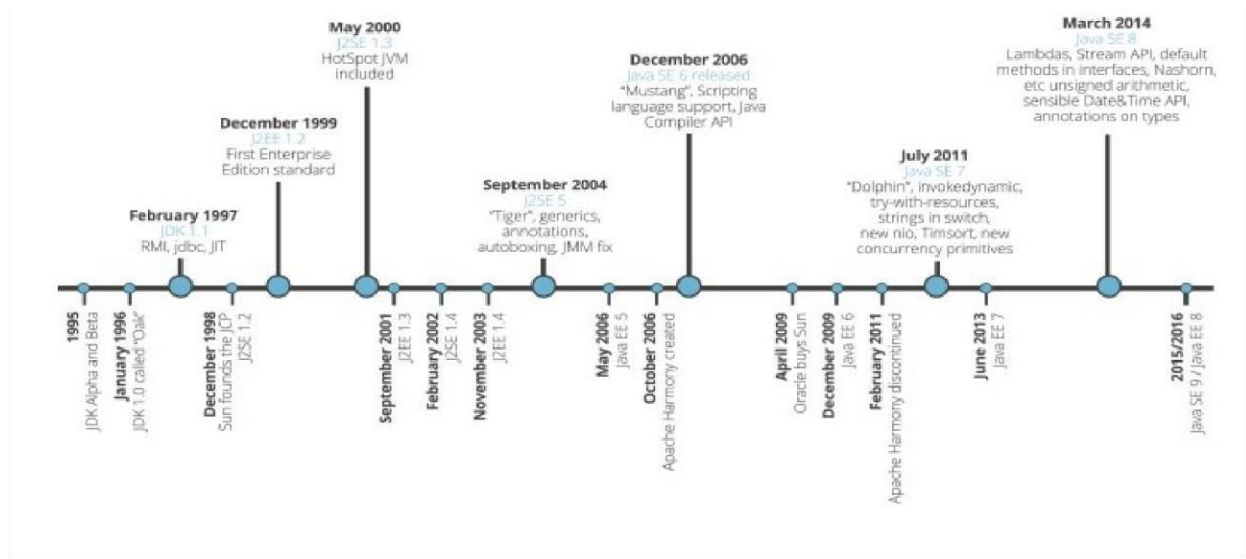 May 2000
J2SE 1.3
HotSpot JVM
included
March 2014
Java SE 8
Lambdas, Stream API, default
methods in interfaces, Nashorn,
etc unsigned arithmetic,
sensible Date&Time API,
annotations on types
December 2006
Java SE 6 released
“Mustang”, Scripting
language support, Java
Compiler API
December 1999
J2EE 1.2
First Enterprise
Edition standard
July 2011
Java SE 7
“Dolphin”, invokedynamic,
try-with-resources,
strings in switch,
new nio, Timsort, new
concurrency primitives
September 2004
J2SE 5
“Tiger”, generics,
annotations,
autoboxing, JMM fix
February 1997
JDK 1.1
RMI, jdbc, JIT
1995
JDK Alpha and Beta
January 1996
JDK 1.0 called “Oak”
December 1998
Sun founds the JCP
J2SE 1.2
September 2001
J2EE 1.3
February 2002
J2SE 1.4
November 2003
J2EE 1.4
May 2006
Java EE 5
October 2006
Apache Harmony created
April 2009
Oracle buys Sun
December 2009
Java EE 6
February 2011
Apache Harmony discontinued
June 2013
Java EE 7
2015/2016
Java SE 9 / Java EE 8